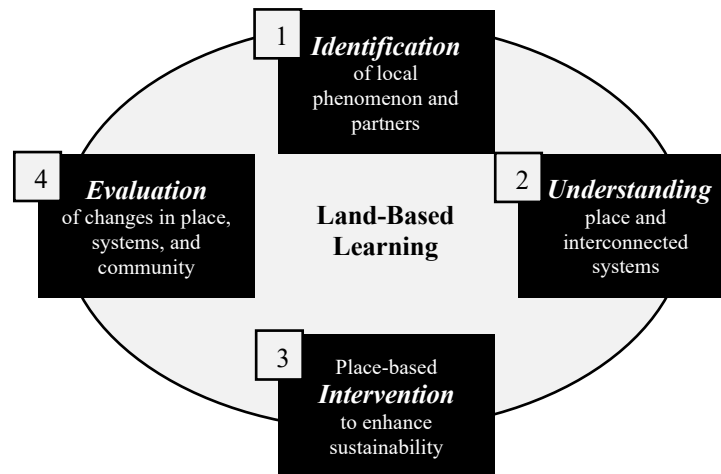 1
Identification
of local
phenomenon and
partners
2
Understanding
place and
interconnected
systems
3
Place-based
Intervention
to enhance
sustainability
4
Evaluation
of changes in place,
systems, and
community
Land-Based
Learning